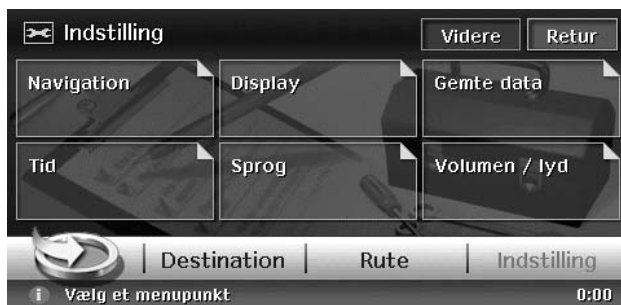 Indstilling Videre Retur
Navigation Display Gemte data
Tid Sprog Volumen / lyd
Destination Rute Indstilling
i Vælg et menupunkt 0:00